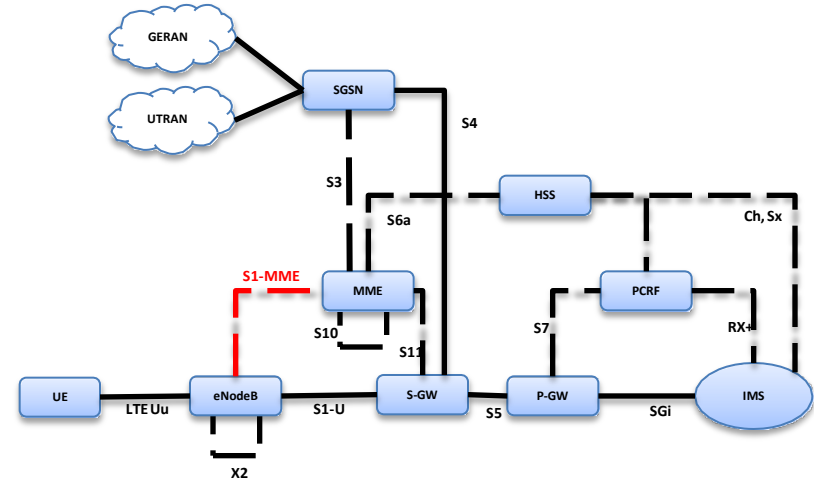 GERAN
SGSN
UTRAN
S4
S3
HSS
S6a
Ch, Sx
S1-MME
MME
PCRF
S10
S7
RX+
S11
UE
eNodeB
S-GW
P-GW
IMS
LTE Uu
S1-U
S5
SGi
X2